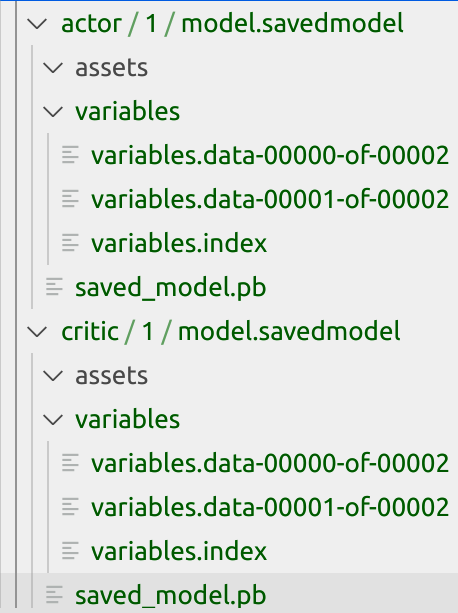 actor / 1 / model.savedmodel
assets
variables
variables.data-00000-of-00002
variables.data-00001-of-00002
variables.index
saved_model.pb
critic / 1 / model.savedmodel
assets
variables
variables.data-00000-of-00002
variables.data-00001-of-00002
variables.index
saved_model.pb